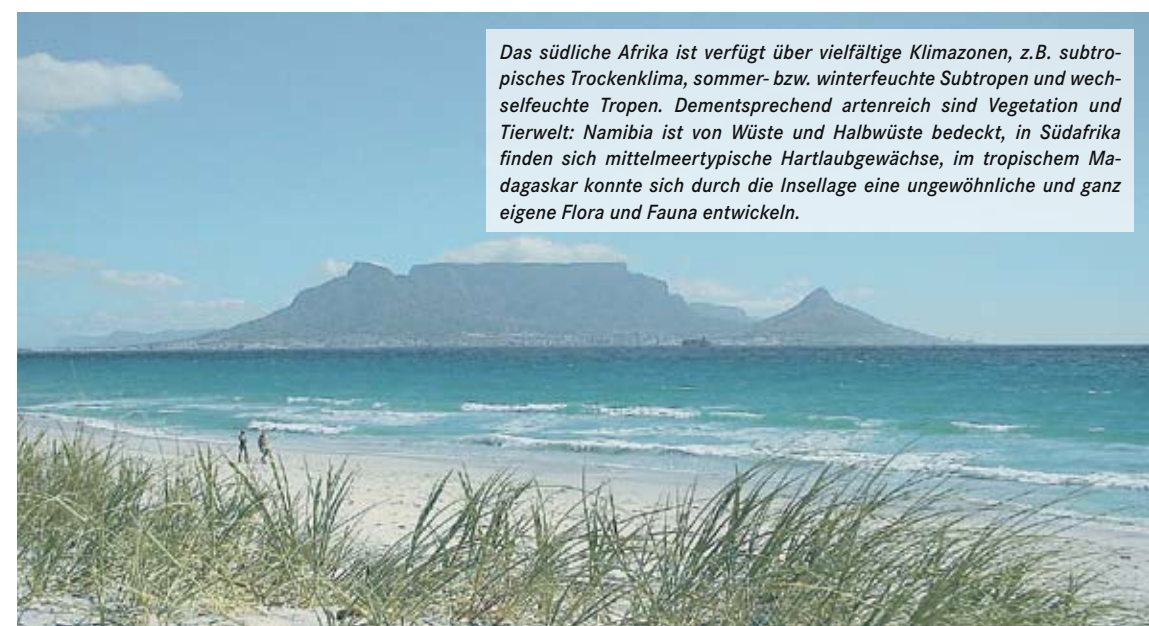 Das südliche Afrika ist verfügt über vielfältige Klimazonen, z.B. subtro-
pisches Trockenklima, sommer- bzw. winterfeuchte Subtropen und wech-
selfeuchte Tropen. Dementsprechend artenreich sind Vegetation und
Tierwelt: Namibia ist von Wüste und Halbwüste bedeckt, in Südafrika
finden sich mittelmeertypische Hartlaubgewächse, im tropischem Ma-
dagaskar konnte sich durch die Insellage eine ungewöhnliche und ganz
eigene Flora und Fauna entwickeln.